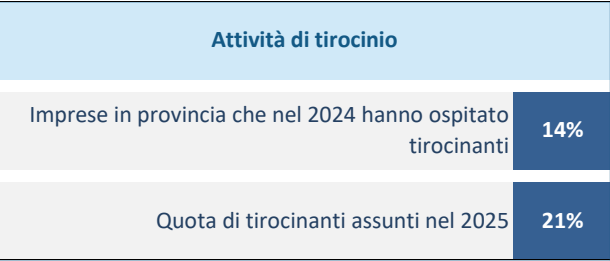 Attività di tirocinio
Imprese in provincia che nel 2024 hanno ospitato
tirocinanti
14%
Quota di tirocinanti assunti nel 2025
21%